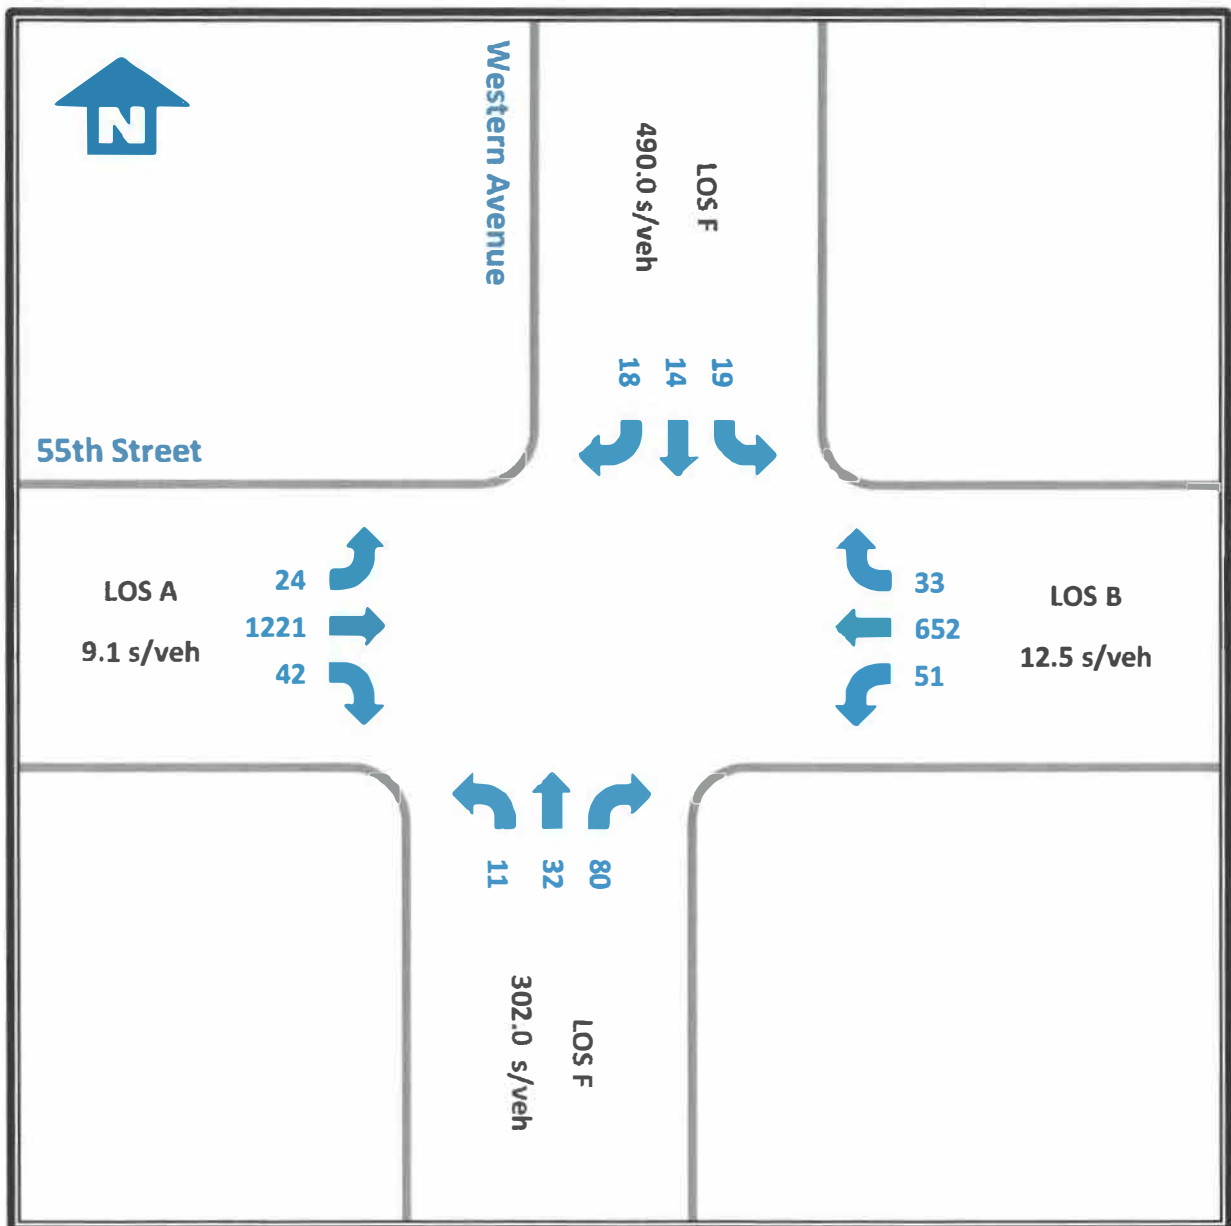 N
Western Avenue
LOS F
490.0 s/veh
18 14 19
55th Street
LOS A
9.1 s/veh
24
1221
42
33
652
51
LOS B
12.5 s/veh
11 32 80
LOS F
302.0 s/veh